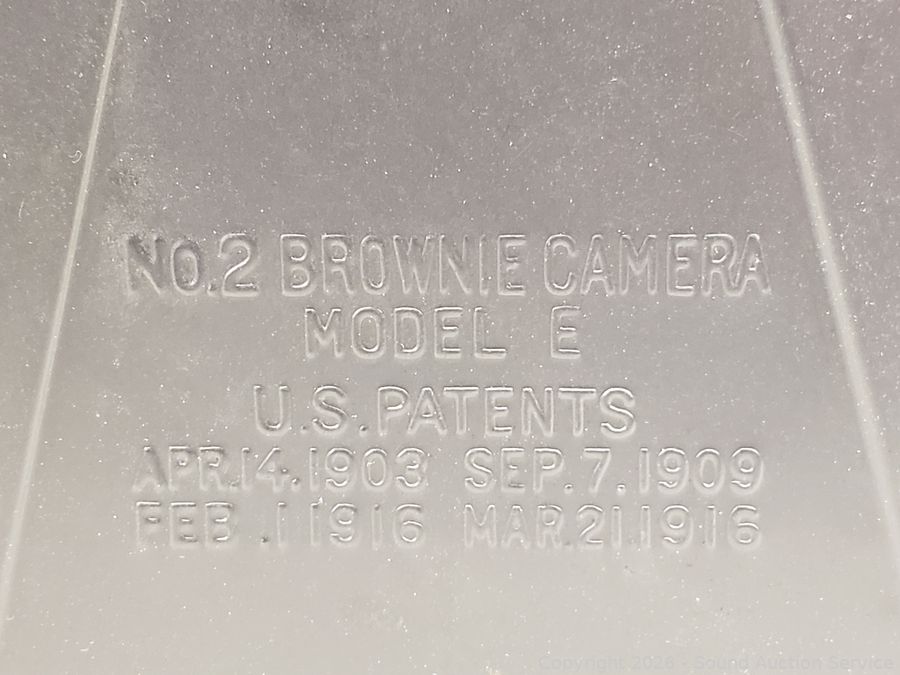 NO.2 BROWNIE CAMERA
MODEL E
U.S. PATENTS
APR.14.1903 SEP.7.1909
FEB .1 1916 MAR.21.1916
Copyright 2026 - Sound Auction Service